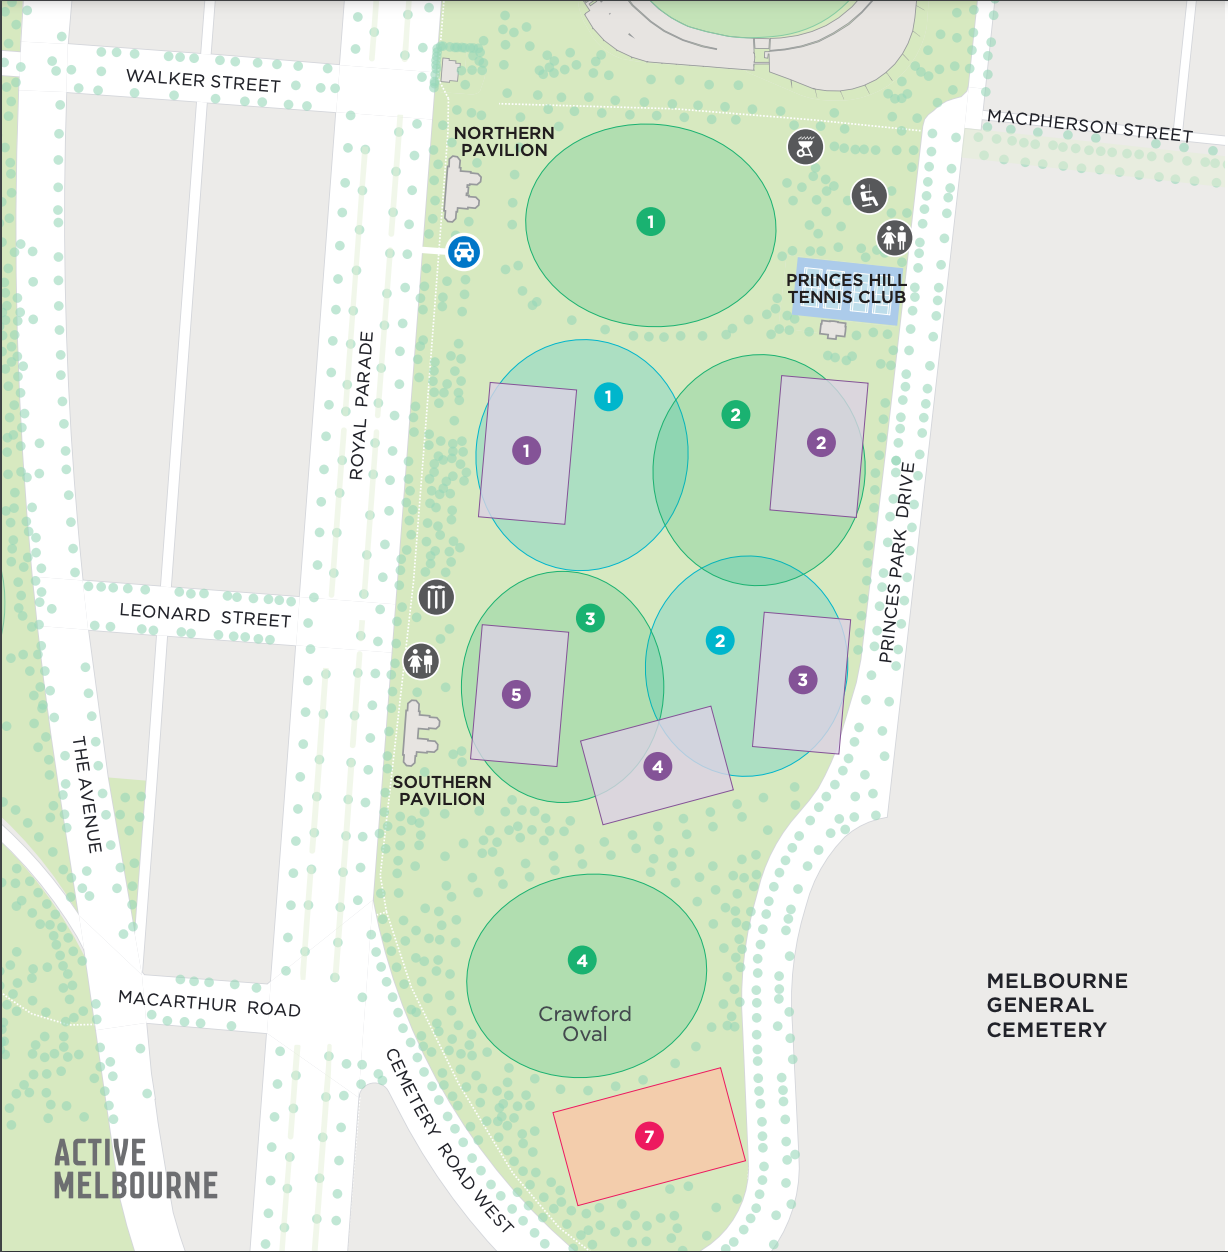 WALKER STREET
MACPHERSON STREET
NORTHERN
PAVILION
1
PRINCES HILL
TENNIS CLUB
ROYAL PARADE
1
2
1
2
PRINCES PARK DRIVE
LEONARD STREET
3
2
5
3
4
THE AVENUE
SOUTHERN
PAVILION
4
Crawford
Oval
MELBOURNE
GENERAL
CEMETERY
MACARTHUR ROAD
CEMETERY ROAD WEST
7
ACTIVE
MELBOURNE